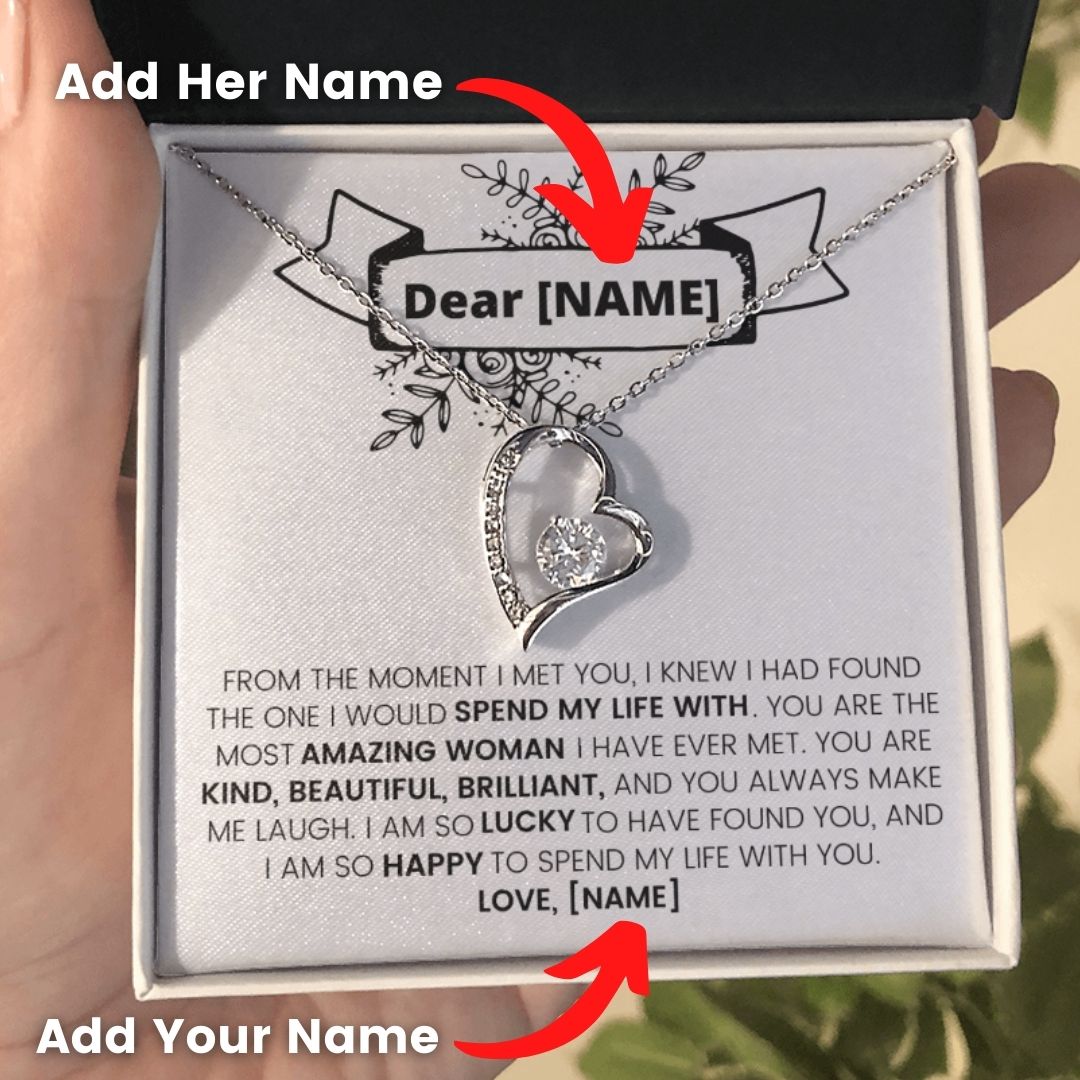 Add Her Name
Dear [NAME]
FROM THE MOMENT I MET YOU, I KNEW I HAD FOUND
THE ONE I WOULD SPEND MY LIFE WITH. YOU ARE THE
MOST AMAZING WOMAN I HAVE EVER MET. YOU ARE
KIND, BEAUTIFUL, BRILLIANT, AND YOU ALWAYS MAKE
ME LAUGH. I AM SO LUCKY TO HAVE FOUND YOU, AND
I AM SO HAPPY TO SPEND MY LIFE WITH YOU.
LOVE, [NAME]
Add Your Name